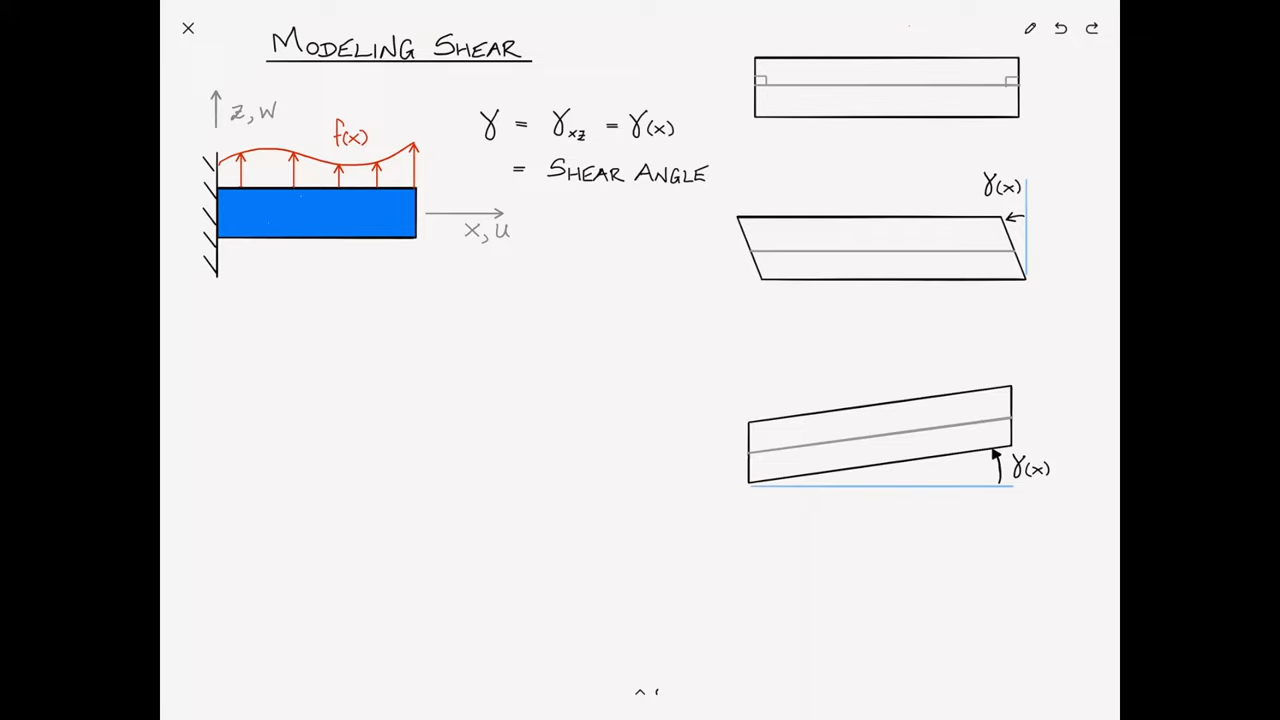 MODELING SHEAR
z, w
f(x)
x, u
γ = γxz = γ(x)
= SHEAR ANGLE
γ(x)
γ(x)